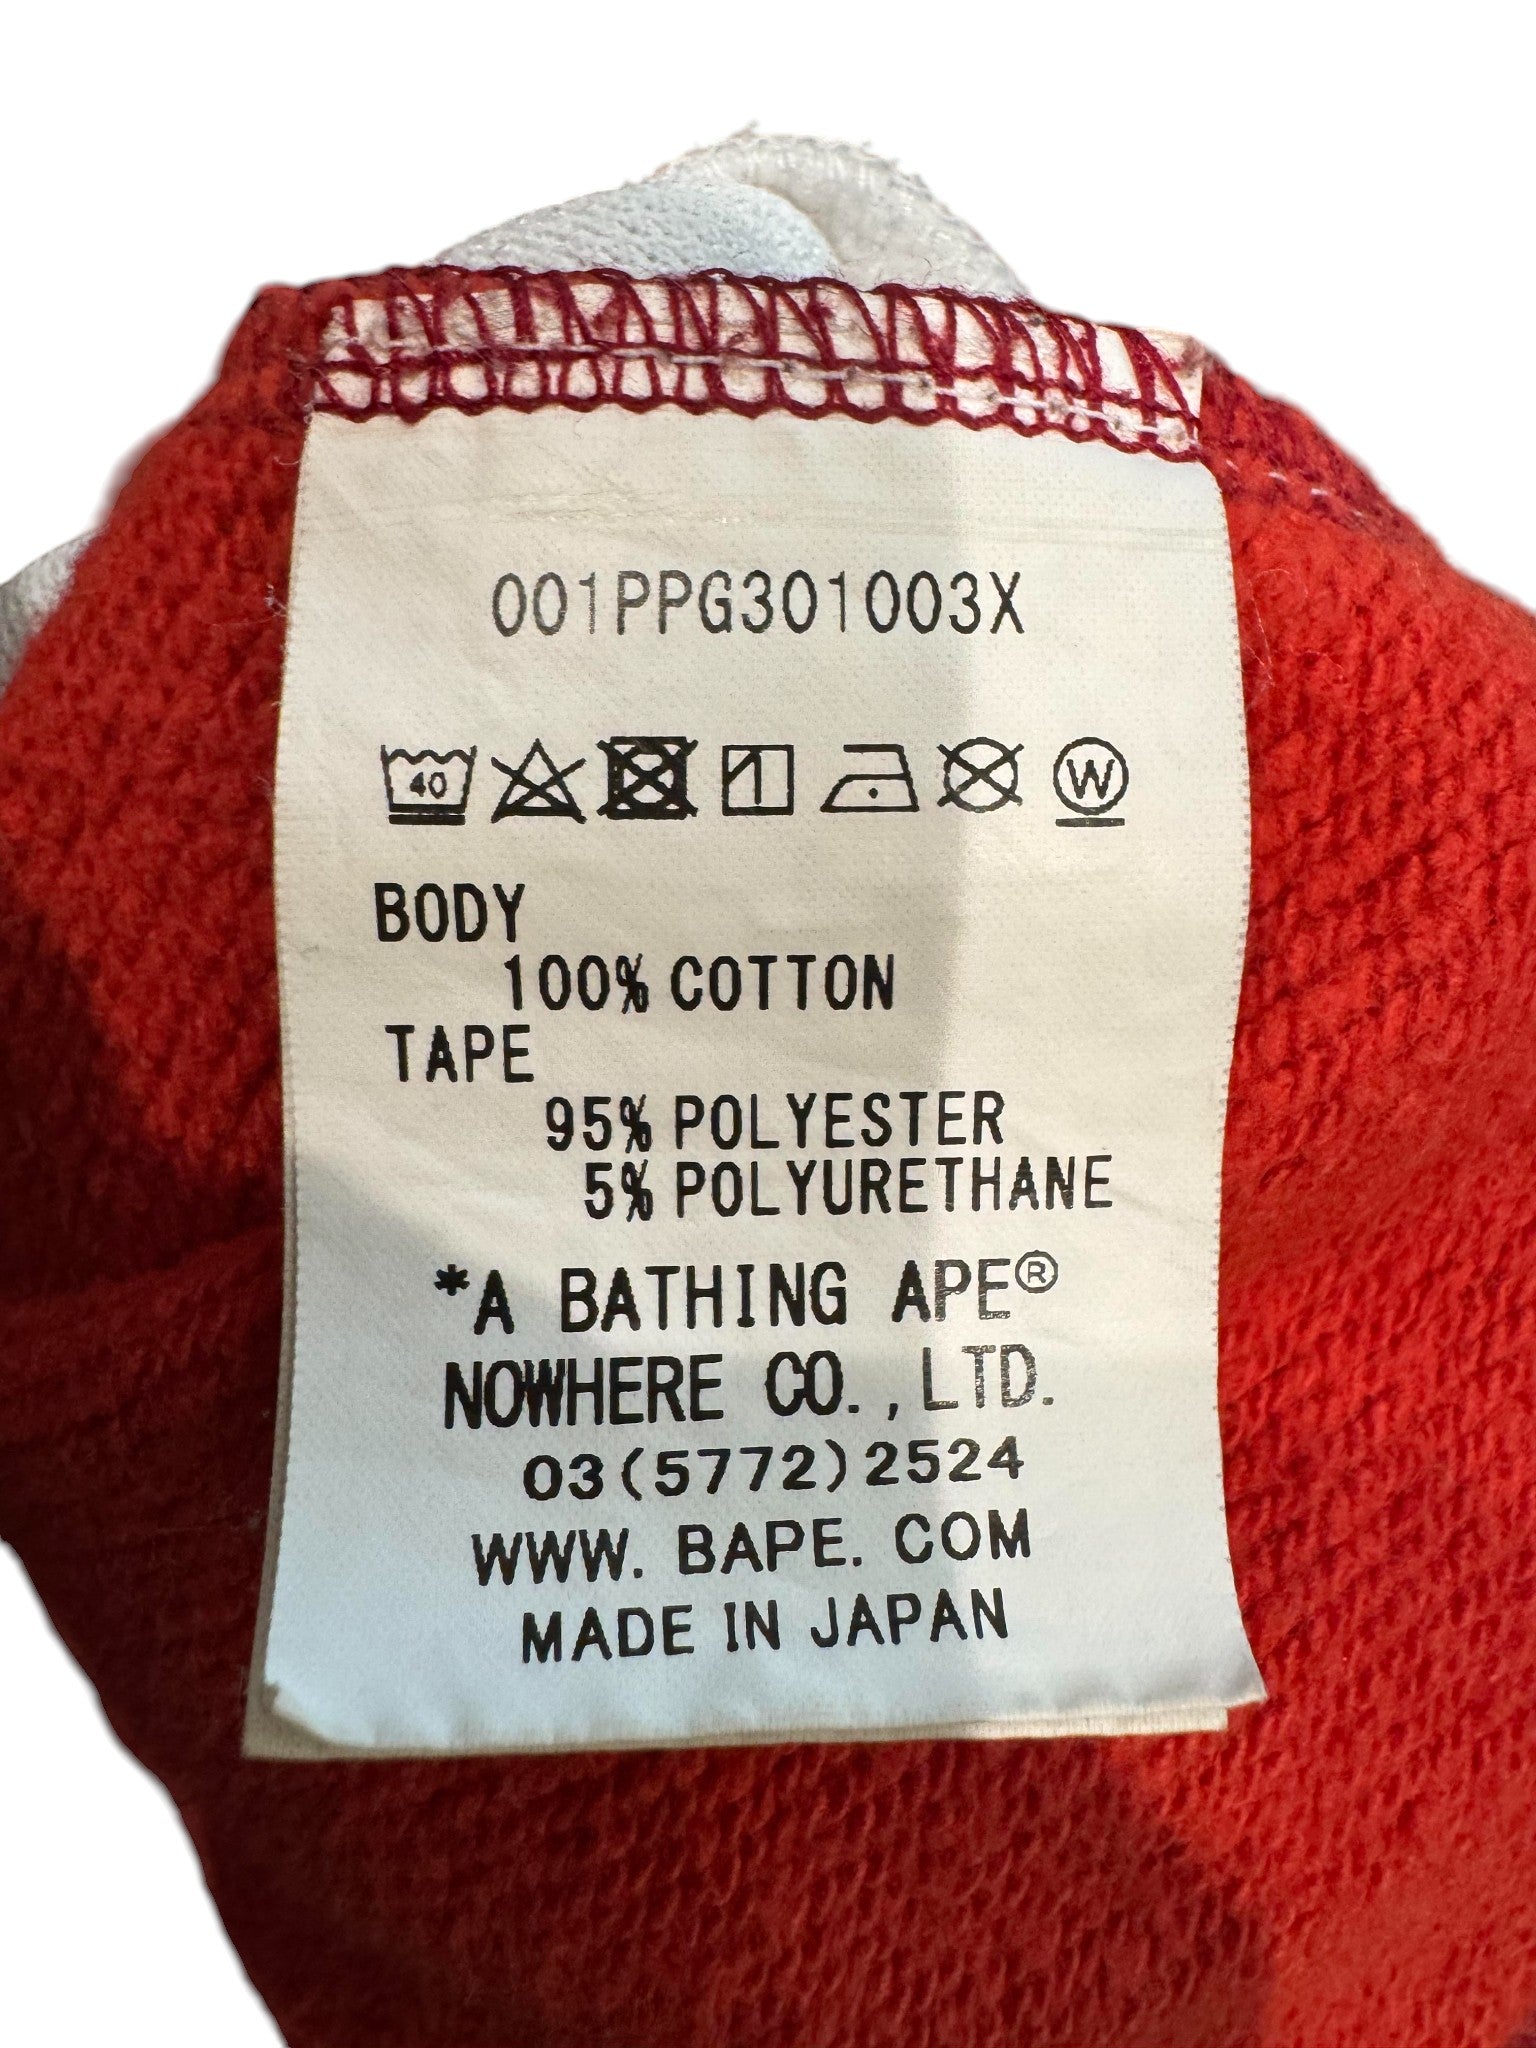 001PPG301003X
40 W
BODY
100% COTTON
TAPE
95% POLYESTER
5% POLYURETHANE
*A BATHING APE®
NOWHERE CO.,LTD.
03(5772)2524
WWW.BAPE.COM
MADE IN JAPAN